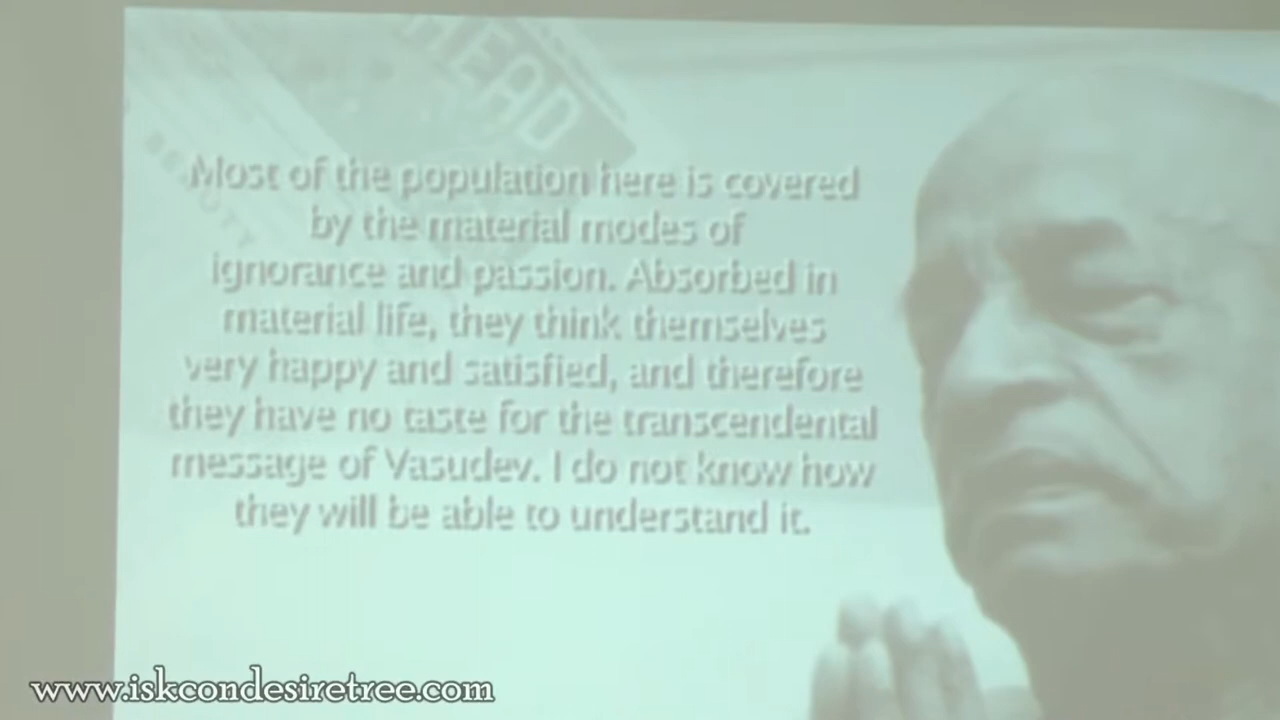 HEAD
Most of the population here is covered
by the material modes of
ignorance and passion. Absorbed in
material life, they think themselves
very happy and satisfied, and therefore
they have no taste for the transcendental
message of Vasudev. I do not know how
they will be able to understand it.
www.iskcondesiretree.com